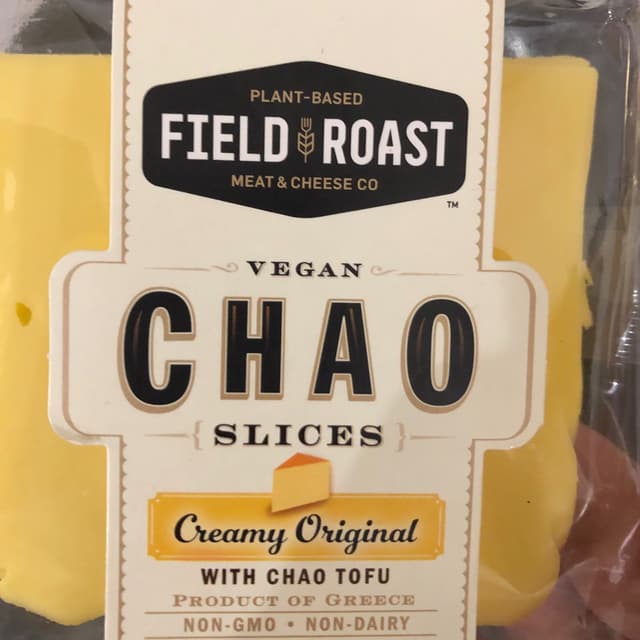 PLANT-BASED
FIELD ROAST
MEAT & CHEESE CO
TM
VEGAN
CHAO
SLICES
Creamy Original
WITH CHAO TOFU
PRODUCT OF GREECE
NON-GMO • NON-DAIRY